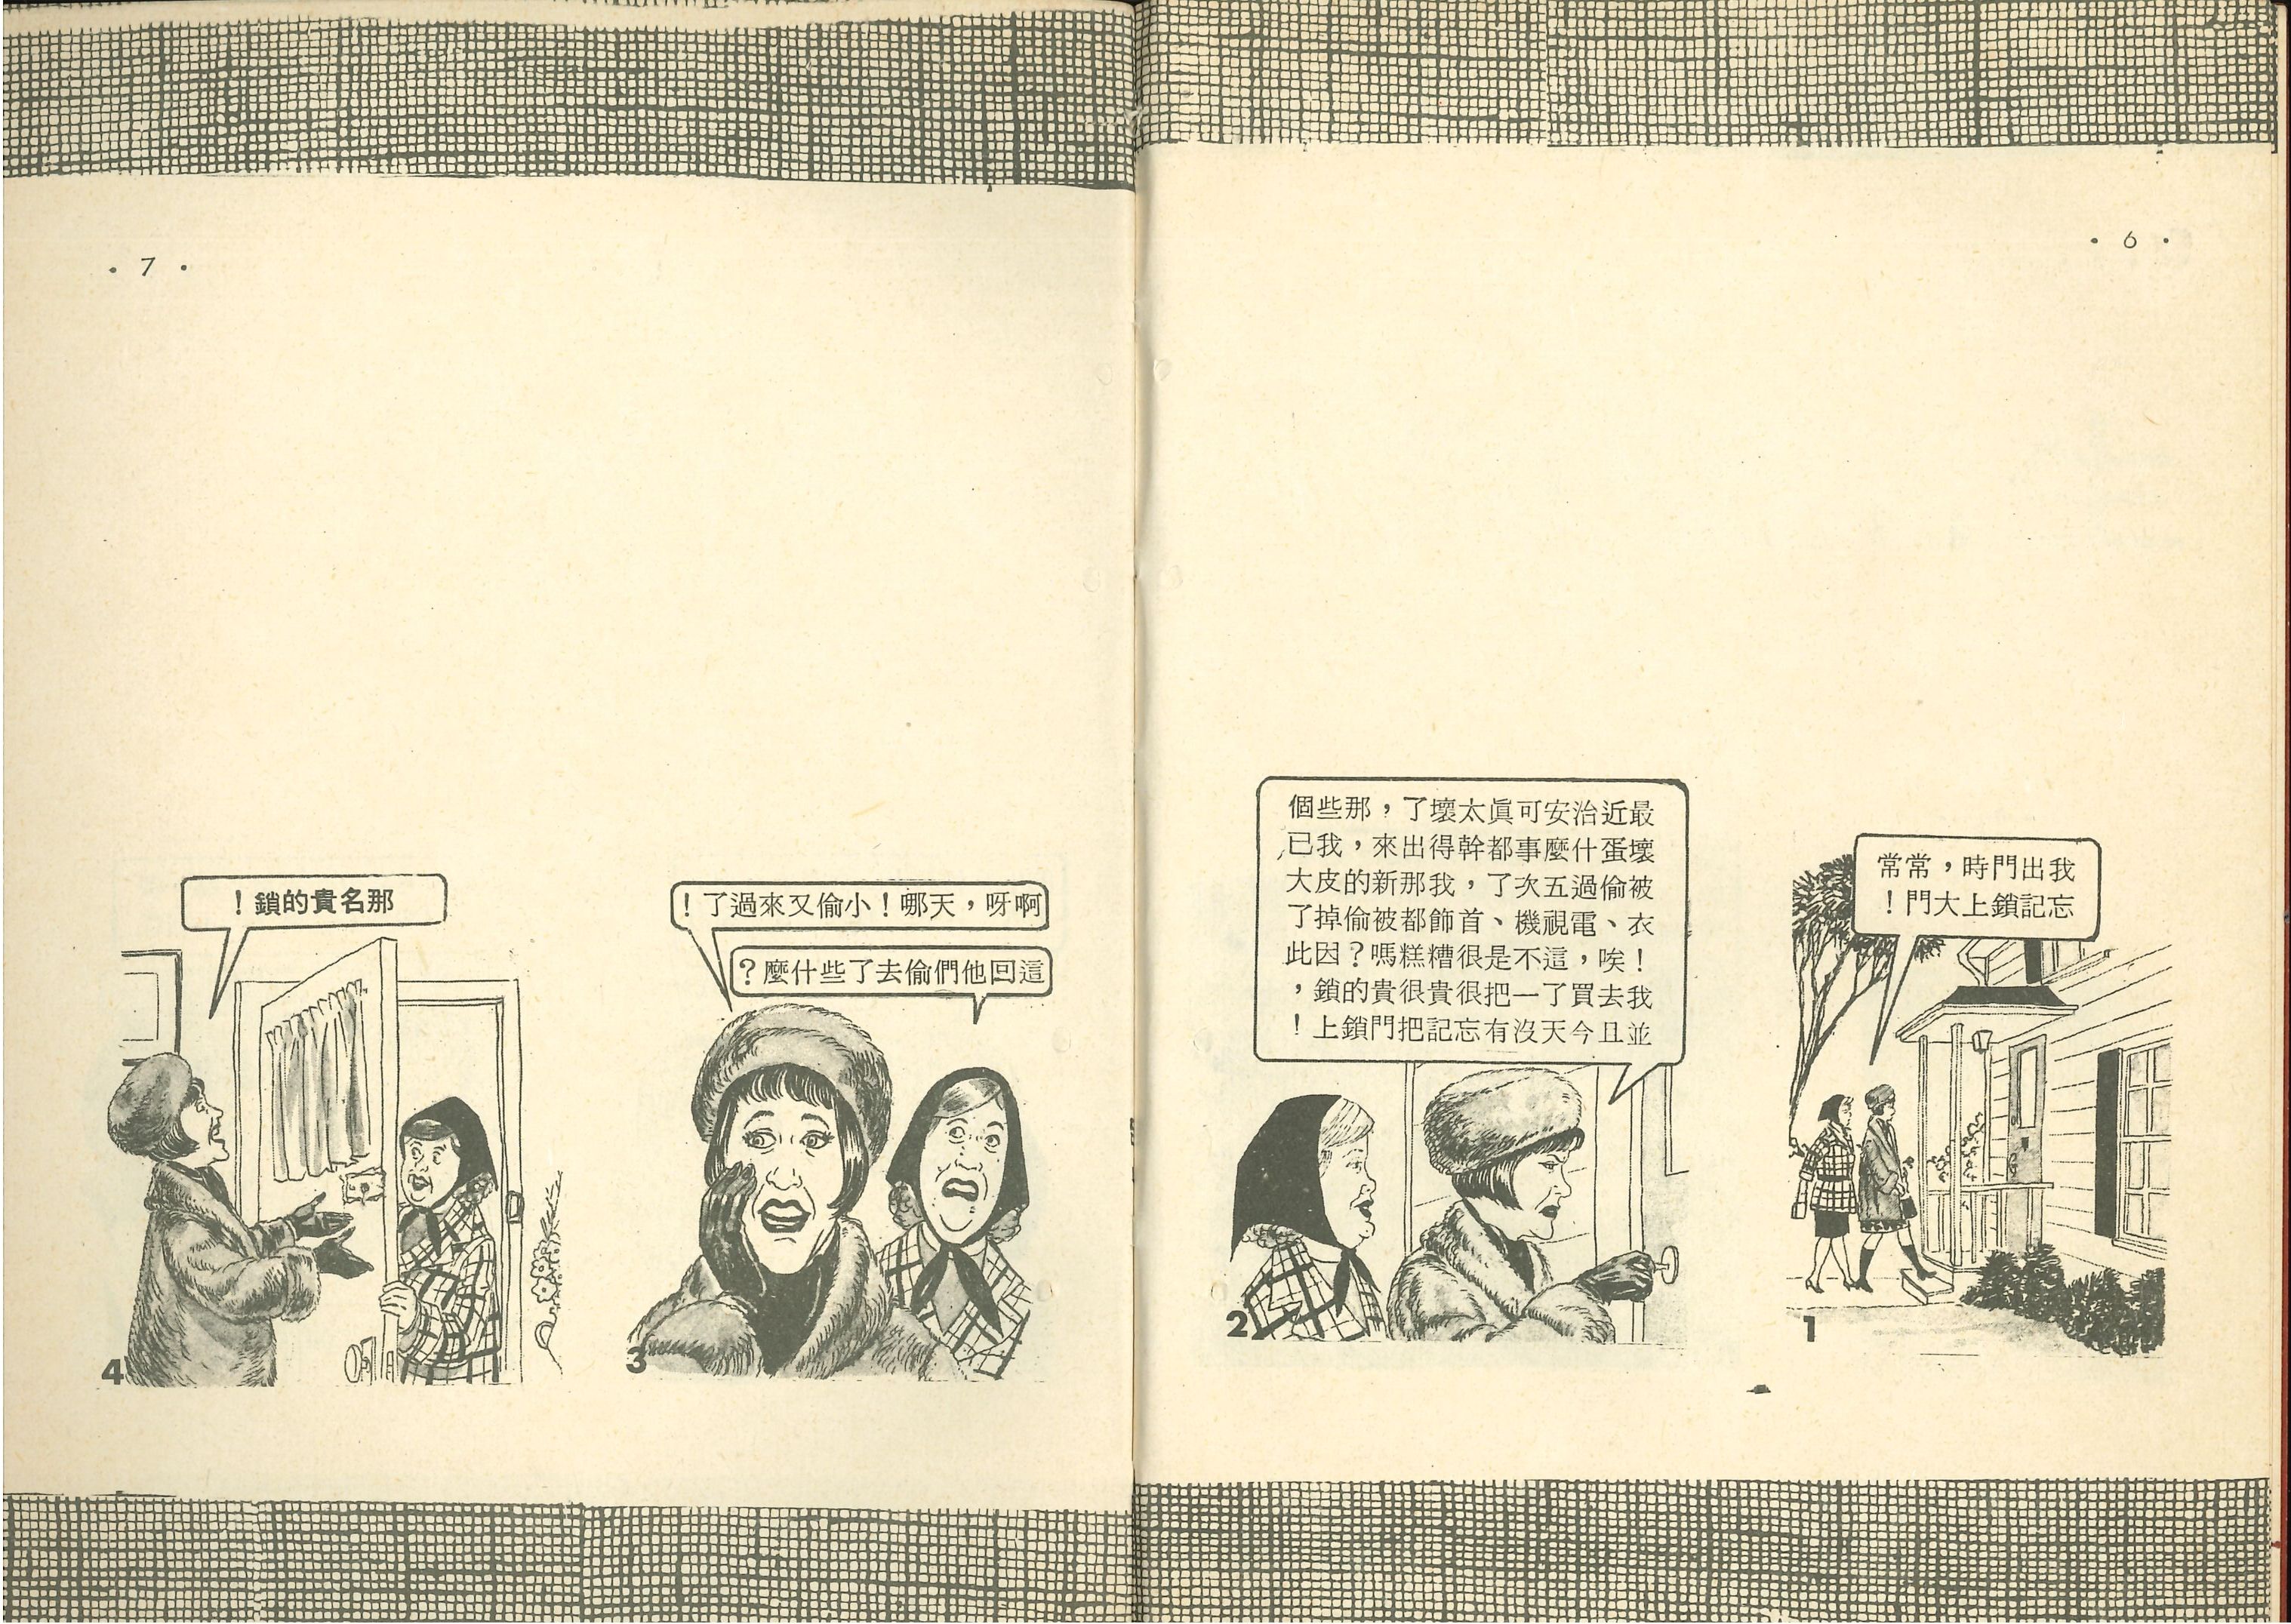 · 6 ·
我出門時，常常
忘記鎖上大門！
1
最近治安可眞太壞了，那些個
壞蛋什麼事都幹得出來，我已
被偷過五次了，我那新的皮大
衣、電視機、首飾都被偷掉了
！唉，這不是很糟糕嗎？因此
我去買了一把很貴很貴的鎖，
並且今天沒有忘記把門鎖上！
2
· 7 ·
啊呀，天哪！小偷又來過了！
這回他們偷去了些什麼？
3
那名貴的鎖！
4